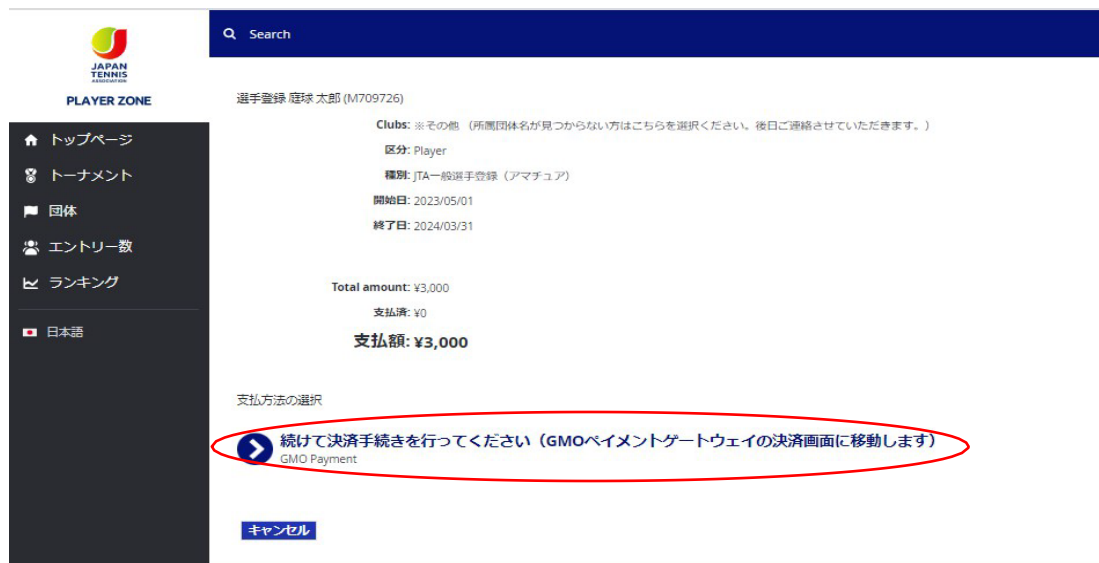 JAPAN
TENNIS
ASSOCIATION
PLAYER ZONE
トップページ
トーナメント
団体
エントリー数
ランキング
日本語
Search
選手登録 庭球 太郎 (M709726)
Clubs: ※その他 (所属団体名が見つからない方はこちらを選択ください。後日ご連絡させていただきます。)
区分: Player
種別: JTA一般選手登録 (アマチュア)
開始日: 2023/05/01
終了日: 2024/03/31
Total amount: ¥3,000
支払済: ¥0
支払額: ¥3,000
支払方法の選択
続けて決済手続きを行ってください(GMOペイメントゲートウェイの決済画面に移動します)
GMO Payment
キャンセル